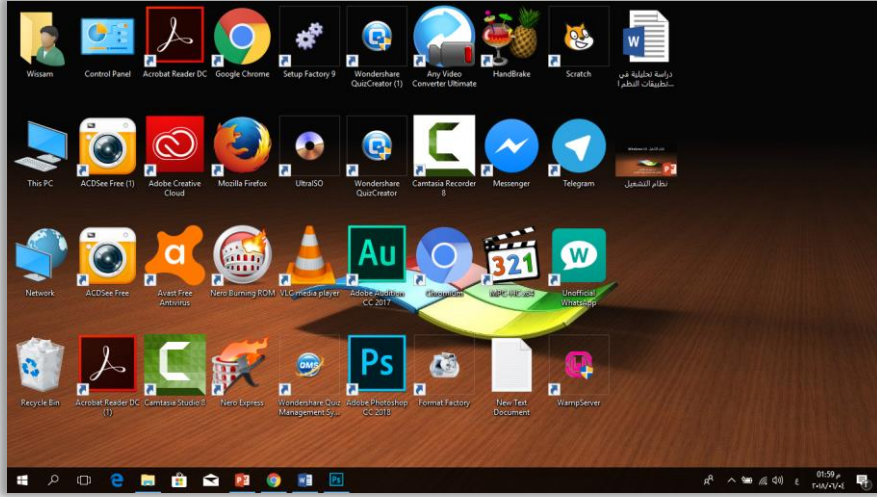 Wissam
Control Panel
Acrobat Reader DC
Google Chrome
Setup Factory 9
Wondershare
QuizCreator (1)
Any Video
Converter Ultimate
HandBrake
Scratch
دراسة تحليلية في
تطبيقات النظم ا...
This PC
ACDSee Free (1)
Adobe Creative
Cloud
Mozilla Firefox
UltraISO
Wondershare
QuizCreator
Camtasia Recorder
8
Messenger
Telegram
نظام التشغيل
Network
ACDSee Free
Avast Free
Antivirus
Nero Burning ROM
VLC media player
Au
Adobe Audition
CC 2017
Chromium
321
MPC-HC x64
W
Unofficial
WhatsApp
Recycle Bin
Acrobat Reader DC
(1)
Camtasia Studio 8
Nero Express
QMS
Wondershare Quiz
Management Sy...
Ps
Adobe Photoshop
CC 2018
Format Factory
New Text
Document
WampServer
ع
01:59 م
٢٠١٨/٠٦/٠٤